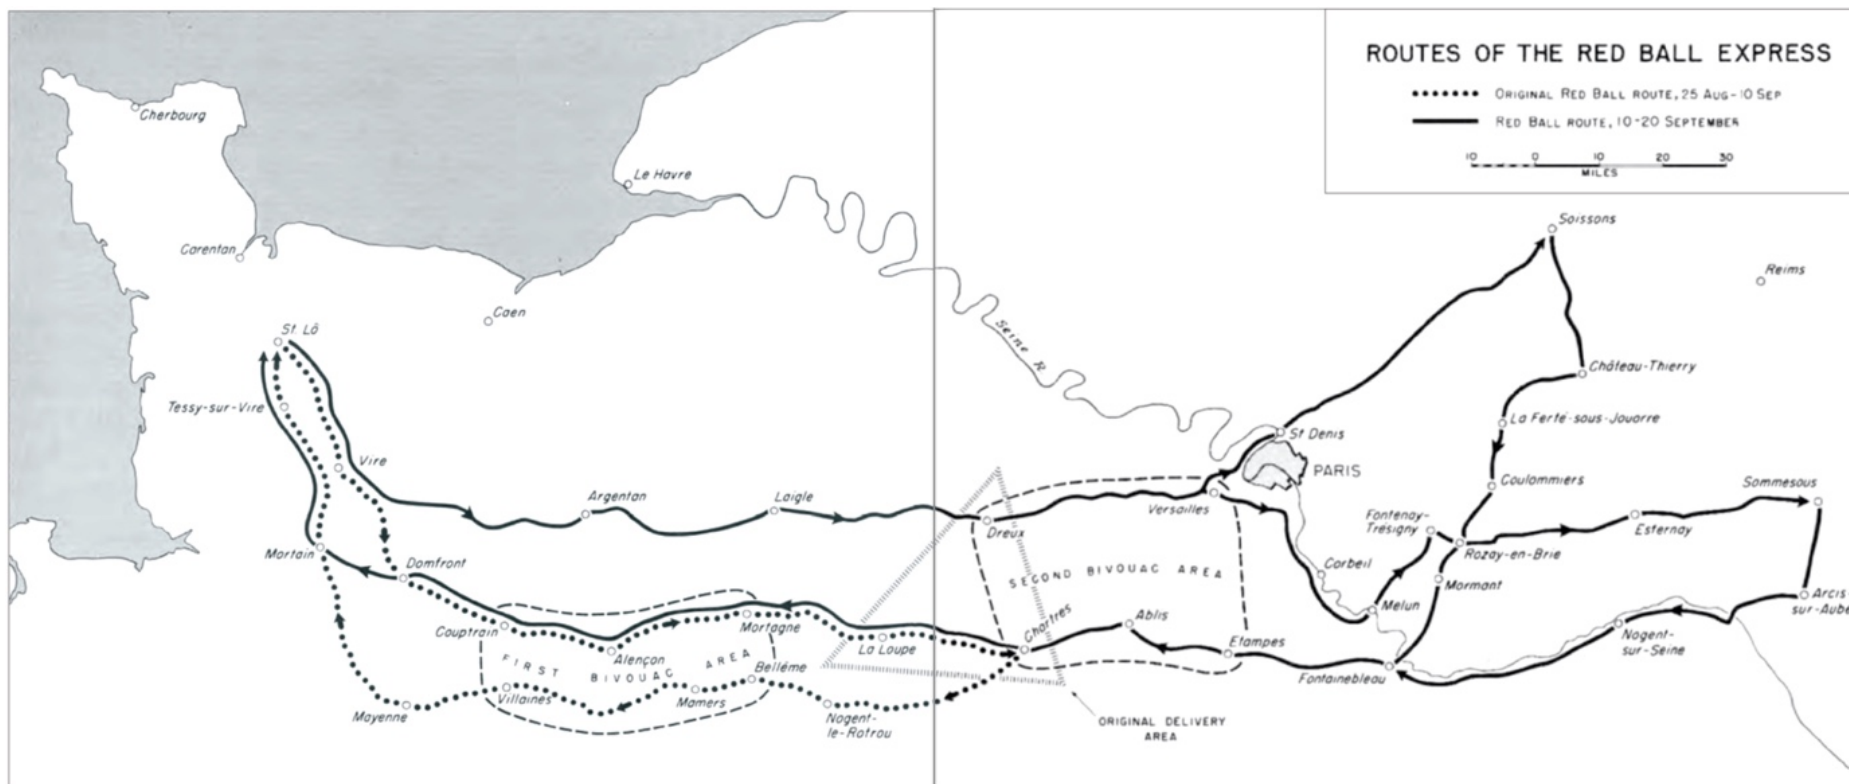 ROUTES OF THE RED BALL EXPRESS
ORIGINAL RED BALL ROUTE, 25 AUG-10 SEP
RED BALL ROUTE, 10-20 SEPTEMBER
10 0 10 20 30
MILES
Cherbourg
Le Havre
Carentan
Caen
Seine R.
Soissons
Reims
St. Lô
Château-Thierry
Tessy-sur-Vire
La Ferté-sous-Jouarre
St Denis
PARIS
Vire
Coulommiers
Sommesous
Argentan
Laigle
Versailles
Dreux
Fontenay-
Trésigny
Esternay
Rozay-en-Brie
Mortain
Domfront
SECOND BIVOUAC AREA
Corbeil
Mormant
Melun
Arcis-
sur-Aube
Couptrain
Mortagne
Chartres
Ablis
Alençon
La Loupe
Etampes
Nogent-
sur-Seine
FIRST BIVOUAC AREA
Belléme
Fontainebleau
Villaines
Mamers
Mayenne
Nogent-
le-Rotrou
ORIGINAL DELIVERY
AREA